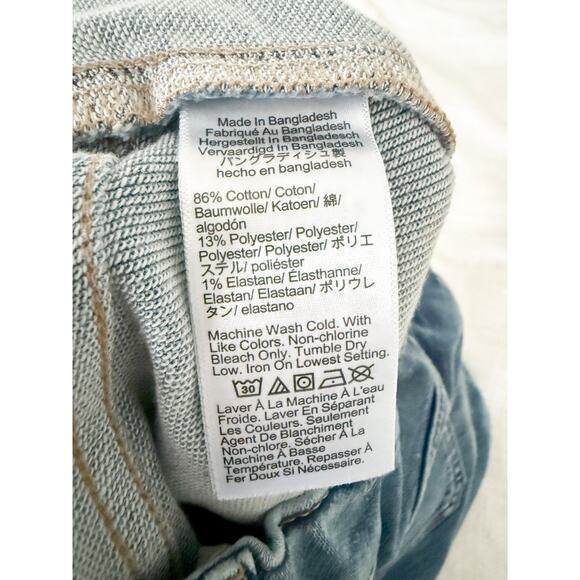 Made In Bangladesh
Fabriqué Au Bangladesh
Hergestellt In Bangladesch
Vervaardigd In Bangladesh
バングラディシュ製
hecho en bangladesh
86% Cotton/ Coton/
Baumwolle/ Katoen/ 綿/
algodón
13% Polyester/ Polyester/
Polyester/ Polyester/ ポリエ
ステル/ poliéster
1% Elastane/ Élasthanne/
Elastan/ Elastaan/ ポリウレ
タン/ elastano
Machine Wash Cold. With
Like Colors. Non-chlorine
Bleach Only. Tumble Dry
Low. Iron On Lowest Setting.
30
Laver À La Machine À L'eau
Froide. Laver En Séparant
Les Couleurs. Seulement
Agent De Blanchiment
Non-chlore. Sécher À La
Machine À Basse
Température. Repasser À
Fer Doux Si Nécessaire.